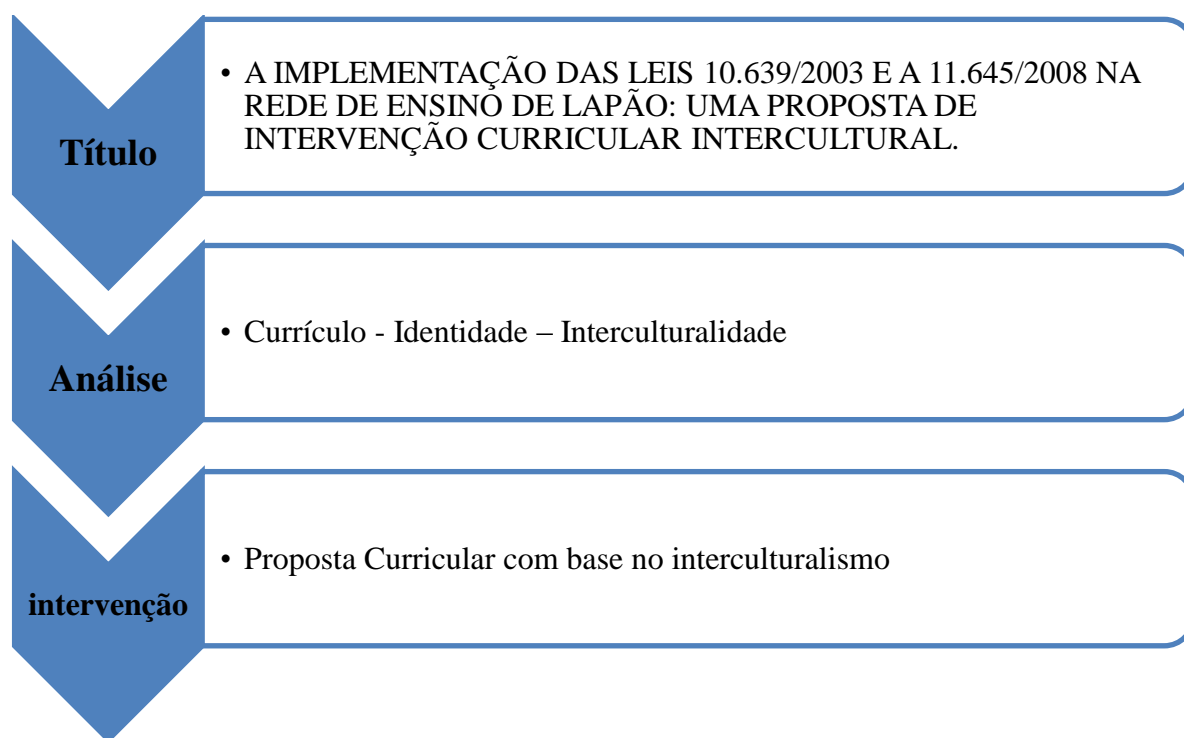 Título
• A IMPLEMENTAÇÃO DAS LEIS 10.639/2003 E A 11.645/2008 NA
REDE DE ENSINO DE LAPÃO: UMA PROPOSTA DE
INTERVENÇÃO CURRICULAR INTERCULTURAL.
Análise
• Currículo - Identidade – Interculturalidade
intervenção
• Proposta Curricular com base no interculturalismo